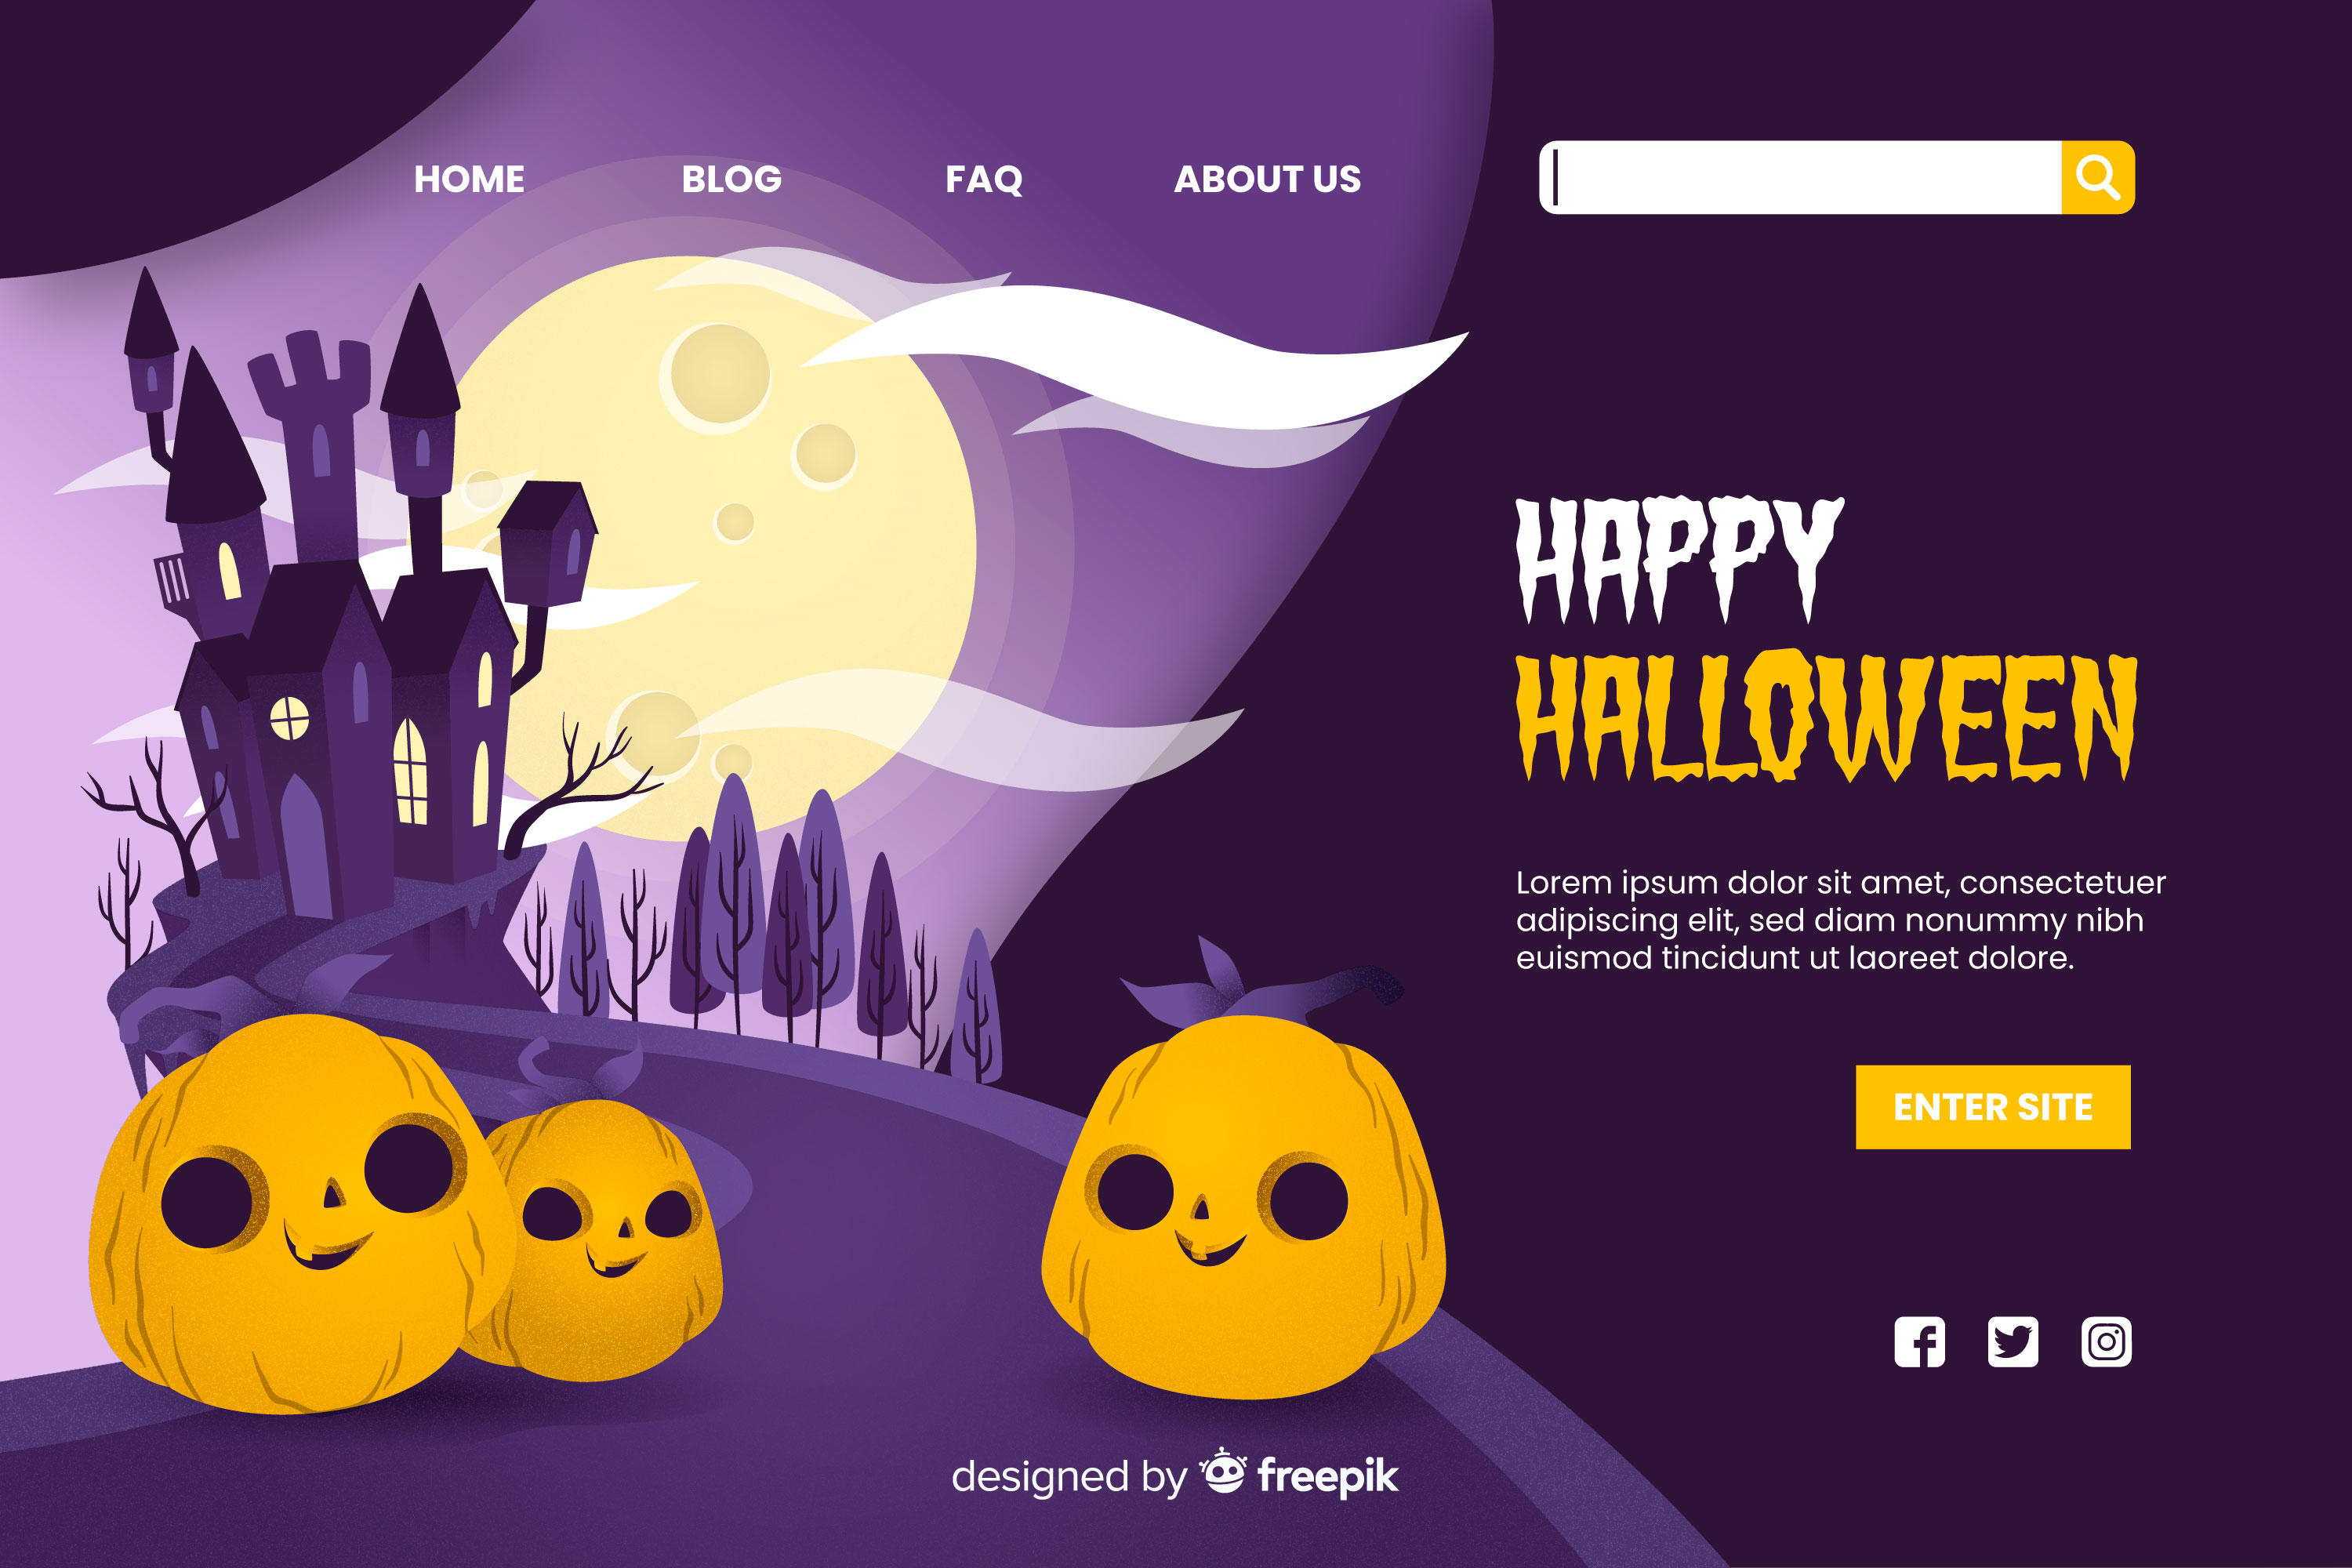 HOME BLOG FAQ ABOUT US
HAPPY
HALLOWEEN
Lorem ipsum dolor sit amet, consectetuer
adipiscing elit, sed diam nonummy nibh
euismod tincidunt ut laoreet dolore.
ENTER SITE
designed by freepik